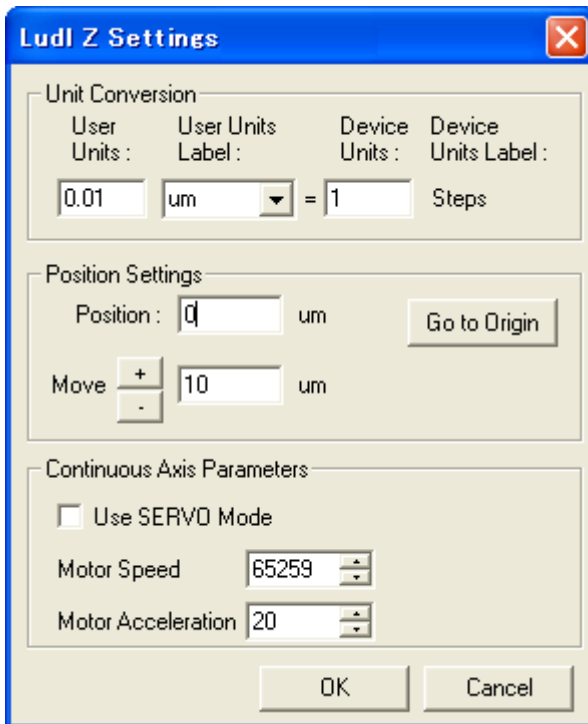 Ludl Z Settings
Unit Conversion
User Units :
User Units Label :
Device Units :
Device Units Label :
0.01 um = 1 Steps
Position Settings
Position : 0 um
Go to Origin
Move + - 10 um
Continuous Axis Parameters
Use SERVO Mode
Motor Speed 65259
Motor Acceleration 20
OK Cancel